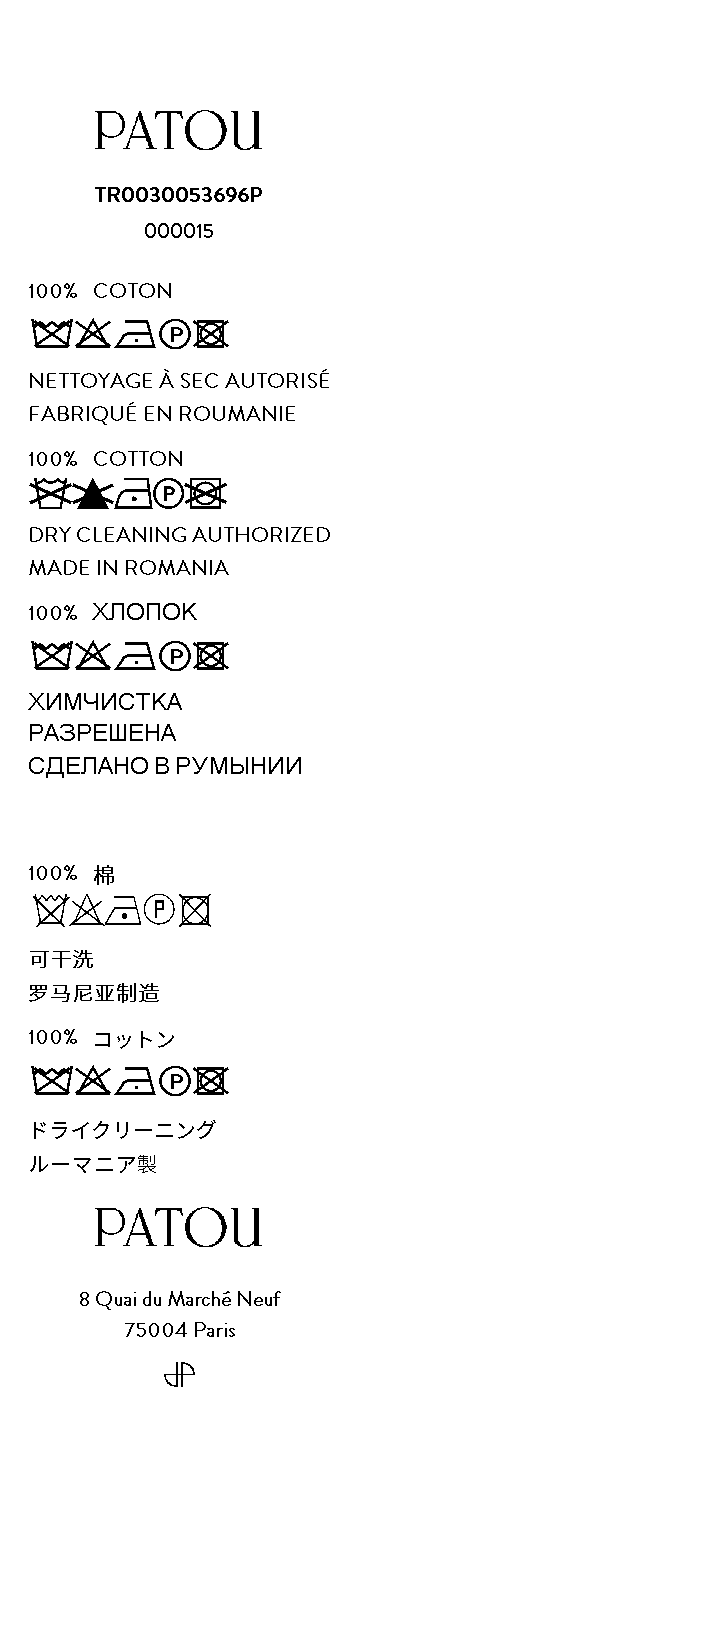 PATOU
TR0030053696P
000015
100% COTON
NETTOYAGE À SEC AUTORISÉ
FABRIQUÉ EN ROUMANIE
100% COTTON
DRY CLEANING AUTHORIZED
MADE IN ROMANIA
100% ХЛОПОК
ХИМЧИСТКА
РАЗРЕШЕНА
СДЕЛАНО В РУМЫНИИ
100% 棉
可干洗
罗马尼亚制造
100% コットン
ドライクリーニング
ルーマニア製
PATOU
8 Quai du Marché Neuf
75004 Paris